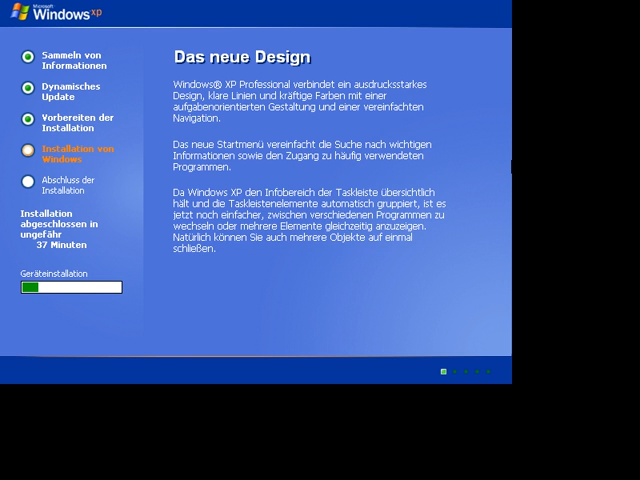 Microsoft
Windows xp
Sammeln von
Informationen
Dynamisches
Update
Vorbereiten der
Installation
Installation von
Windows
Abschluss der
Installation
Installation
abgeschlossen in
ungefähr
37 Minuten
Geräteinstallation
Das neue Design
Windows® XP Professional verbindet ein ausdrucksstarkes
Design, klare Linien und kräftige Farben mit einer
aufgabenorientierten Gestaltung und einer vereinfachten
Navigation.
Das neue Startmenü vereinfacht die Suche nach wichtigen
Informationen sowie den Zugang zu häufig verwendeten
Programmen.
Da Windows XP den Infobereich der Taskleiste übersichtlich
hält und die Taskleistenelemente automatisch gruppiert, ist es
jetzt noch einfacher, zwischen verschiedenen Programmen zu
wechseln oder mehrere Elemente gleichzeitig anzuzeigen.
Natürlich können Sie auch mehrere Objekte auf einmal
schließen.